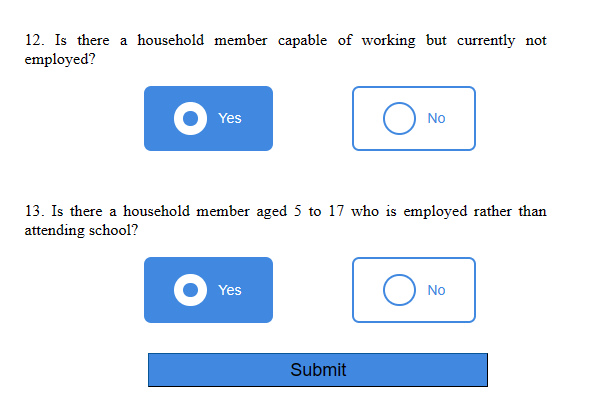 12. Is there a household member capable of working but currently not
employed?
Yes No
13. Is there a household member aged 5 to 17 who is employed rather than
attending school?
Yes No
Submit